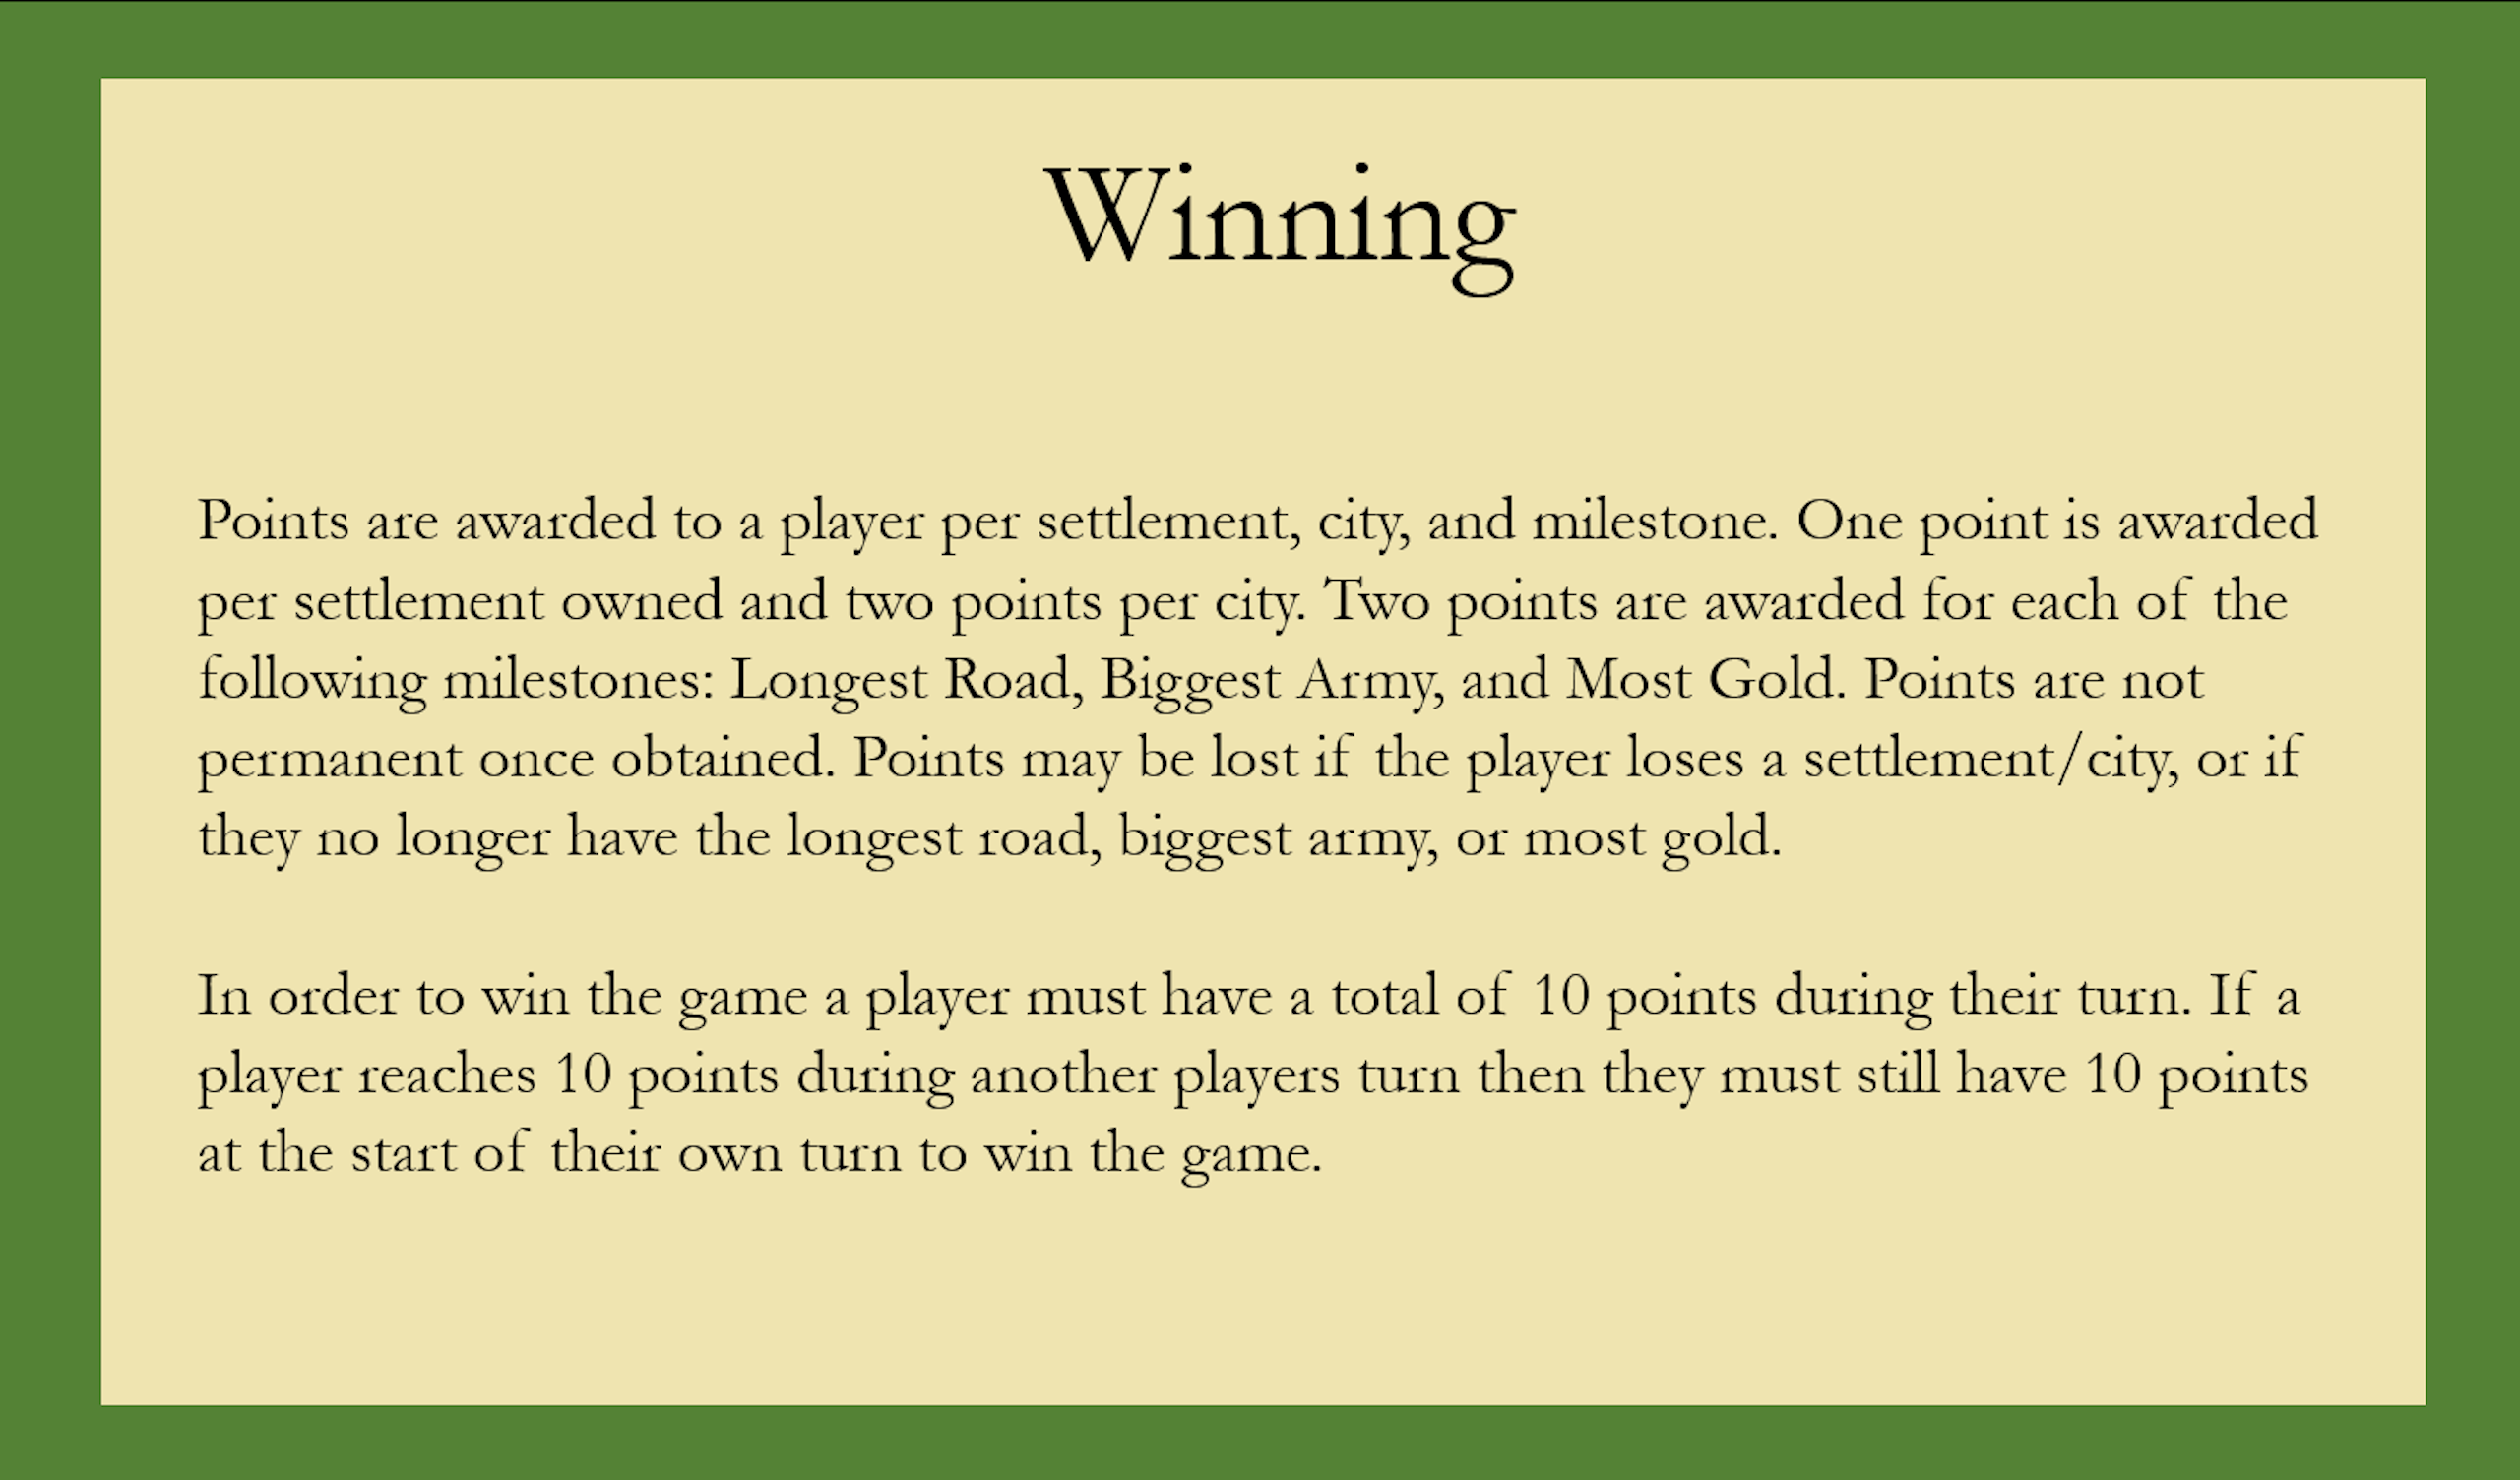 Winning
Points are awarded to a player per settlement, city, and milestone. One point is awarded
per settlement owned and two points per city. Two points are awarded for each of the
following milestones: Longest Road, Biggest Army, and Most Gold. Points are not
permanent once obtained. Points may be lost if the player loses a settlement/city, or if
they no longer have the longest road, biggest army, or most gold.
In order to win the game a player must have a total of 10 points during their turn. If a
player reaches 10 points during another players turn then they must still have 10 points
at the start of their own turn to win the game.